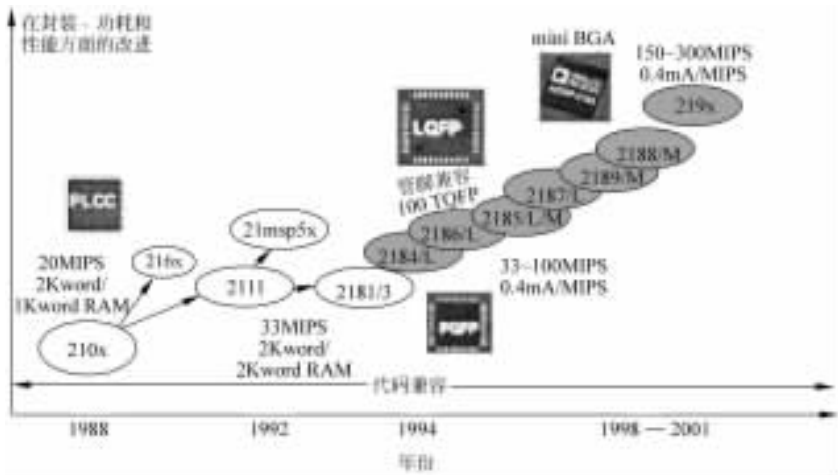 在封装、功耗和
性能方面的改进
mini BGA
150~300MIPS
0.4mA/MIPS
219x
LQFP
2188/M
2189/M
2187/L
2185/L/M
2186/L
2184/L
管脚兼容
100 TQFP
PLCC
21msp5x
20MIPS
2Kword/
1Kword RAM
216x
2111
2181/3
33~100MIPS
0.4mA/MIPS
210x
33MIPS
2Kword/
2Kword RAM
PQFP
代码兼容
1988
1992
1994
1998 — 2001
年份